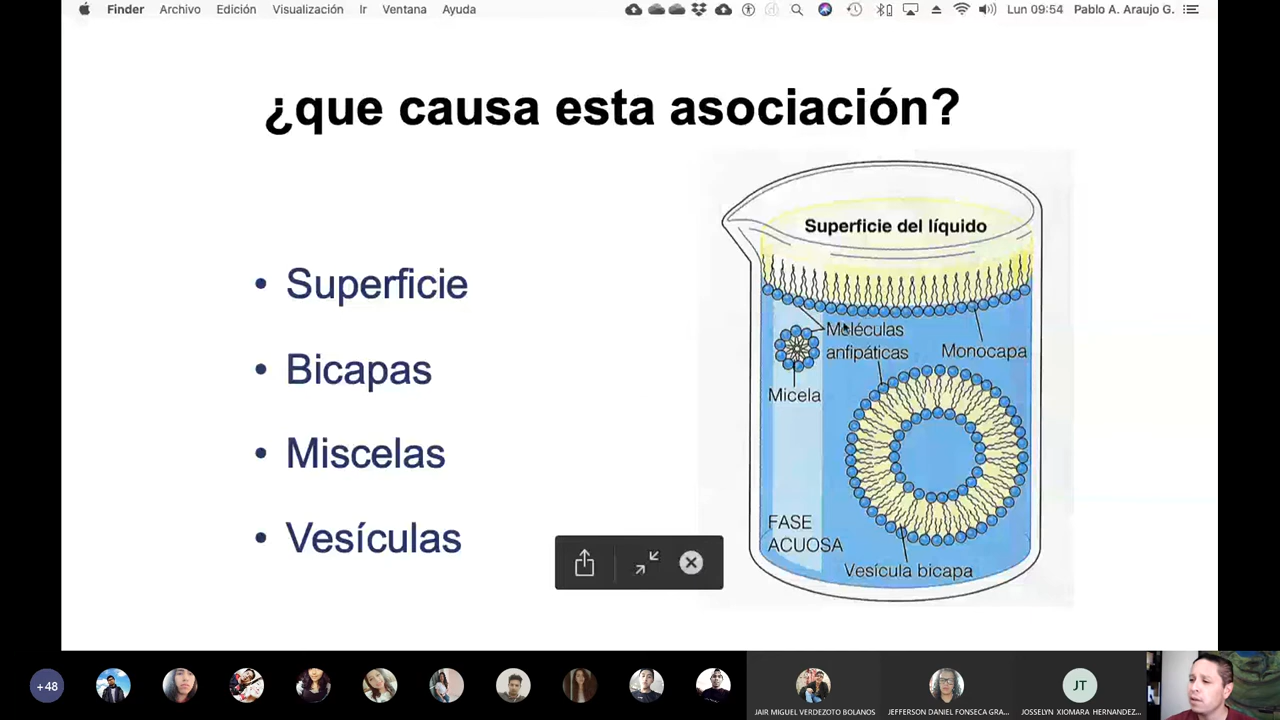 Finder Archivo Edición Visualización Ir Ventana Ayuda Lun 09:54 Pablo A. Araujo G.
¿que causa esta asociación?
• Superficie
• Bicapas
• Miscelas
• Vesículas
Superficie del líquido
Moléculas
anfipáticas
Monocapa
Micela
FASE
ACUOSA
Vesícula bicapa
+48
JAIR MIGUEL VERDEZOTO BOLANOS
JEFFERSON DANIEL FONSECA GRA...
JT
JOSSELYN XIOMARA HERNANDEZ...